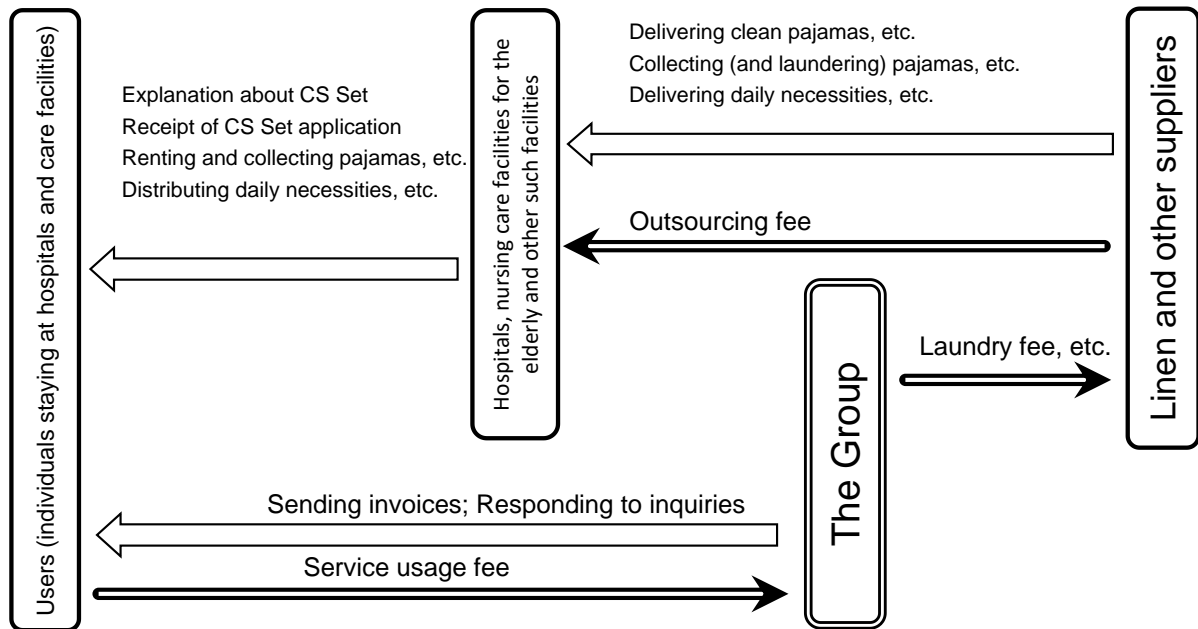 Users (individuals staying at hospitals and care facilities)
Explanation about CS Set
Receipt of CS Set application
Renting and collecting pajamas, etc.
Distributing daily necessities, etc.
Hospitals, nursing care facilities for the
elderly and other such facilities
Delivering clean pajamas, etc.
Collecting (and laundering) pajamas, etc.
Delivering daily necessities, etc.
Outsourcing fee
Linen and other suppliers
Laundry fee, etc.
The Group
Sending invoices; Responding to inquiries
Service usage fee